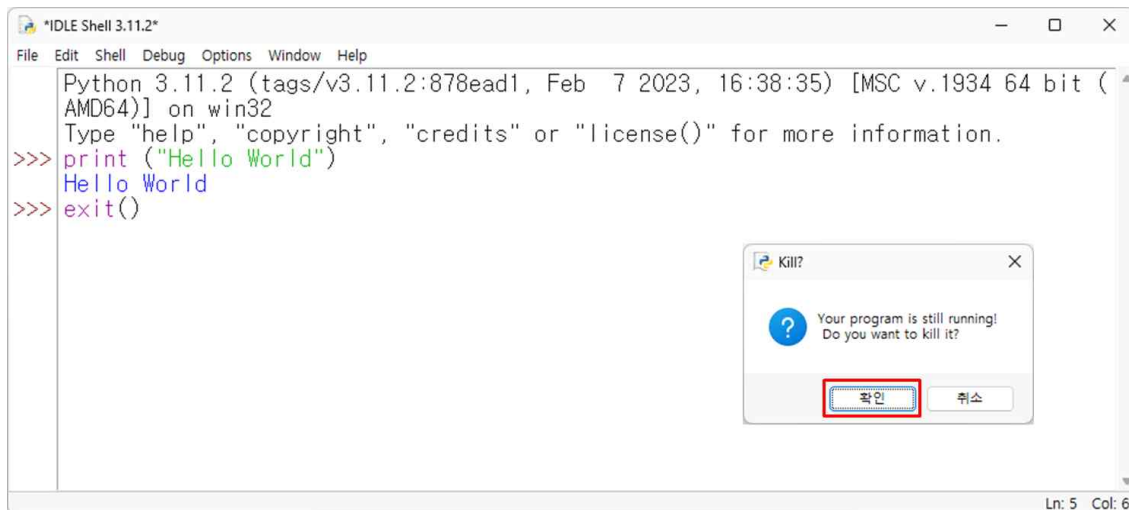 *IDLE Shell 3.11.2*
File Edit Shell Debug Options Window Help
Python 3.11.2 (tags/v3.11.2:878ead1, Feb  7 2023, 16:38:35) [MSC v.1934 64 bit (
AMD64)] on win32
Type "help", "copyright", "credits" or "license()" for more information.
>>> print ("Hello World")
Hello World
>>> exit()
Kill?
Your program is still running!
Do you want to kill it?
확인 취소
Ln: 5 Col: 6